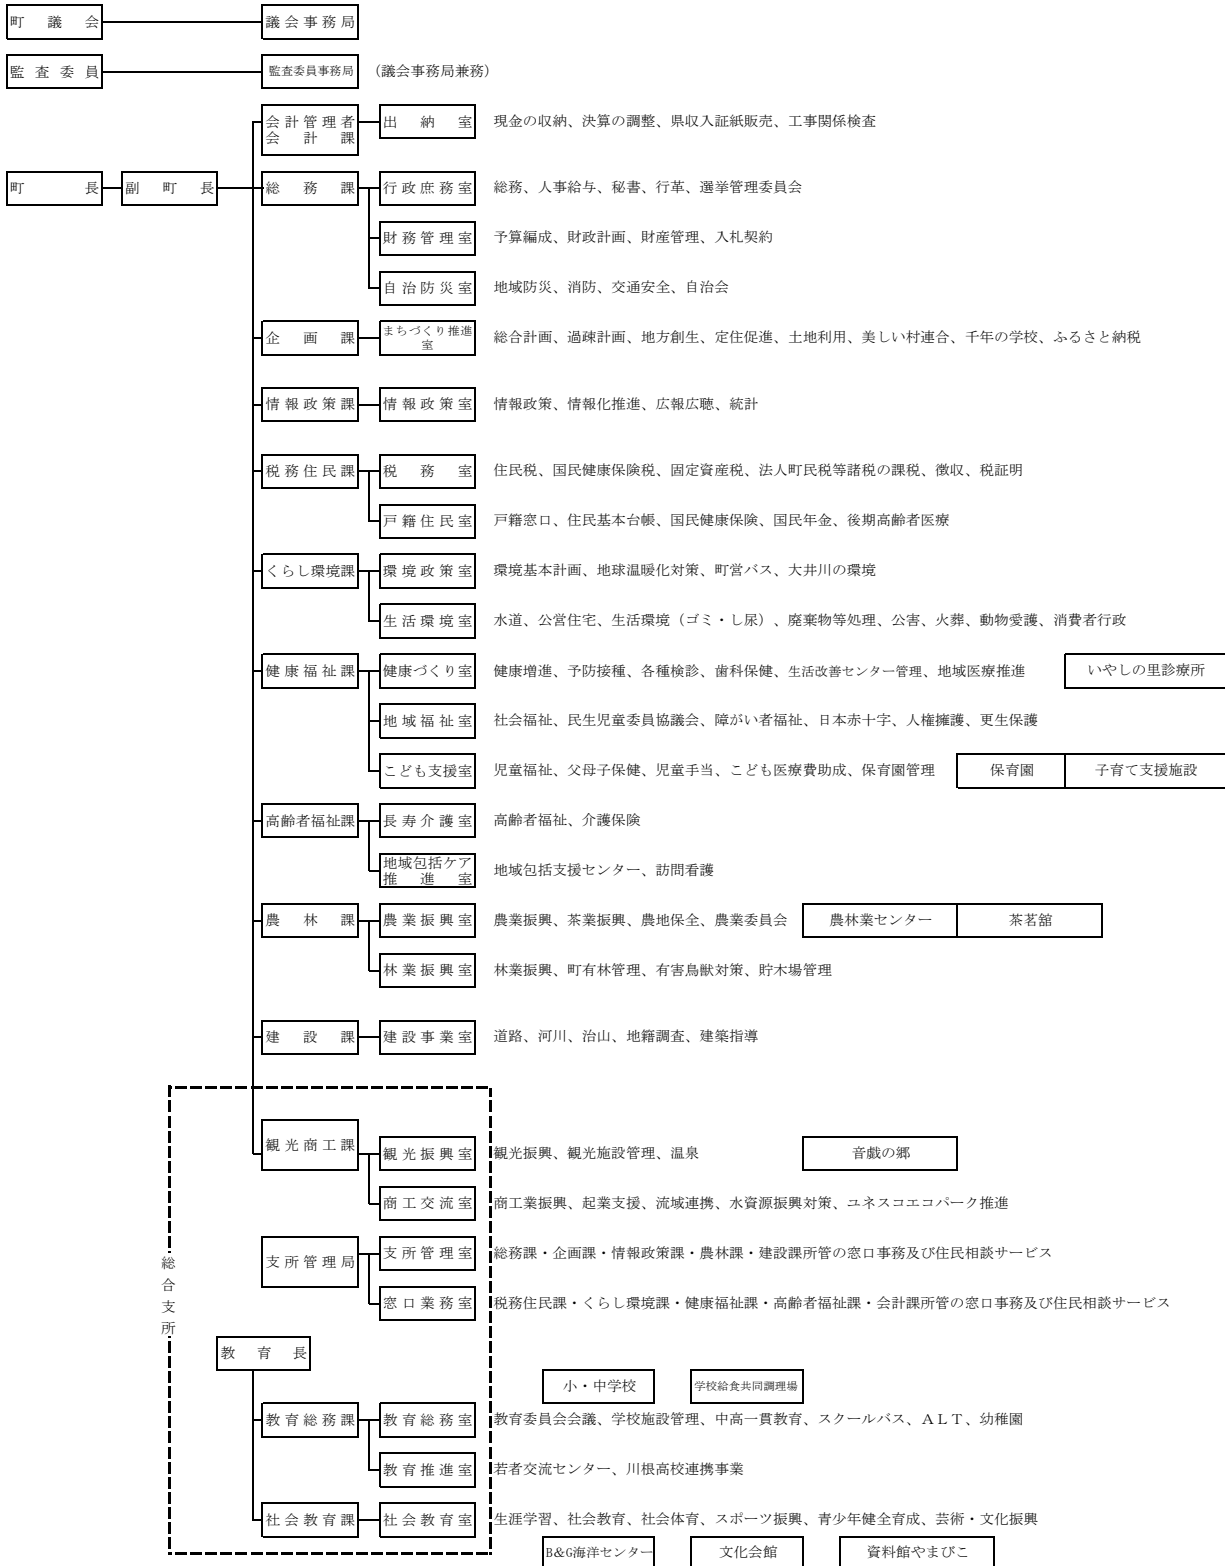 町議会 議会事務局
監査委員 監査委員事務局 (議会事務局兼務)
会計管理者 出納室 現金の収納、決算の調整、県収入証紙販売、工事関係検査
会計課
町長 副町長 総務課 行政庶務室 総務、人事給与、秘書、行革、選挙管理委員会
財務管理室 予算編成、財政計画、財産管理、入札契約
自治防災室 地域防災、消防、交通安全、自治会
企画課 まちづくり推進 総合計画、過疎計画、地方創生、定住促進、土地利用、美しい村連合、千年の学校、ふるさと納税
室
情報政策課 情報政策室 情報政策、情報化推進、広報広聴、統計
税務住民課 税務室 住民税、国民健康保険税、固定資産税、法人町民税等諸税の課税、徴収、税証明
戸籍住民室 戸籍窓口、住民基本台帳、国民健康保険、国民年金、後期高齢者医療
くらし環境課 環境政策室 環境基本計画、地球温暖化対策、町営バス、大井川の環境
生活環境室 水道、公営住宅、生活環境（ゴミ・し尿）、廃棄物等処理、公害、火葬、動物愛護、消費者行政
健康福祉課 健康づくり室 健康増進、予防接種、各種検診、歯科保健、生活改善センター管理、地域医療推進 いやしの里診療所
地域福祉室 社会福祉、民生児童委員協議会、障がい者福祉、日本赤十字、人権擁護、更生保護
こども支援室 児童福祉、父母子保健、児童手当、こども医療費助成、保育園管理 保育園 子育て支援施設
高齢者福祉課 長寿介護室 高齢者福祉、介護保険
地域包括ケア
推進室 地域包括支援センター、訪問看護
農林課 農業振興室 農業振興、茶業振興、農地保全、農業委員会 農林業センター 茶茗舘
林業振興室 林業振興、町有林管理、有害鳥獣対策、貯木場管理
建設課 建設事業室 道路、河川、治山、地籍調査、建築指導
観光商工課 観光振興室 観光振興、観光施設管理、温泉 音戯の郷
商工交流室 商工業振興、起業支援、流域連携、水資源振興対策、ユネスコエコパーク推進
総合支所
支所管理局 支所管理室 総務課・企画課・情報政策課・農林課・建設課所管の窓口事務及び住民相談サービス
窓口業務室 税務住民課・くらし環境課・健康福祉課・高齢者福祉課・会計課所管の窓口事務及び住民相談サービス
教育長
小・中学校 学校給食共同調理場
教育総務課 教育総務室 教育委員会会議、学校施設管理、中高一貫教育、スクールバス、ＡＬＴ、幼稚園
教育推進室 若者交流センター、川根高校連携事業
社会教育課 社会教育室 生涯学習、社会教育、社会体育、スポーツ振興、青少年健全育成、芸術・文化振興
B&G海洋センター 文化会館 資料館やまびこ